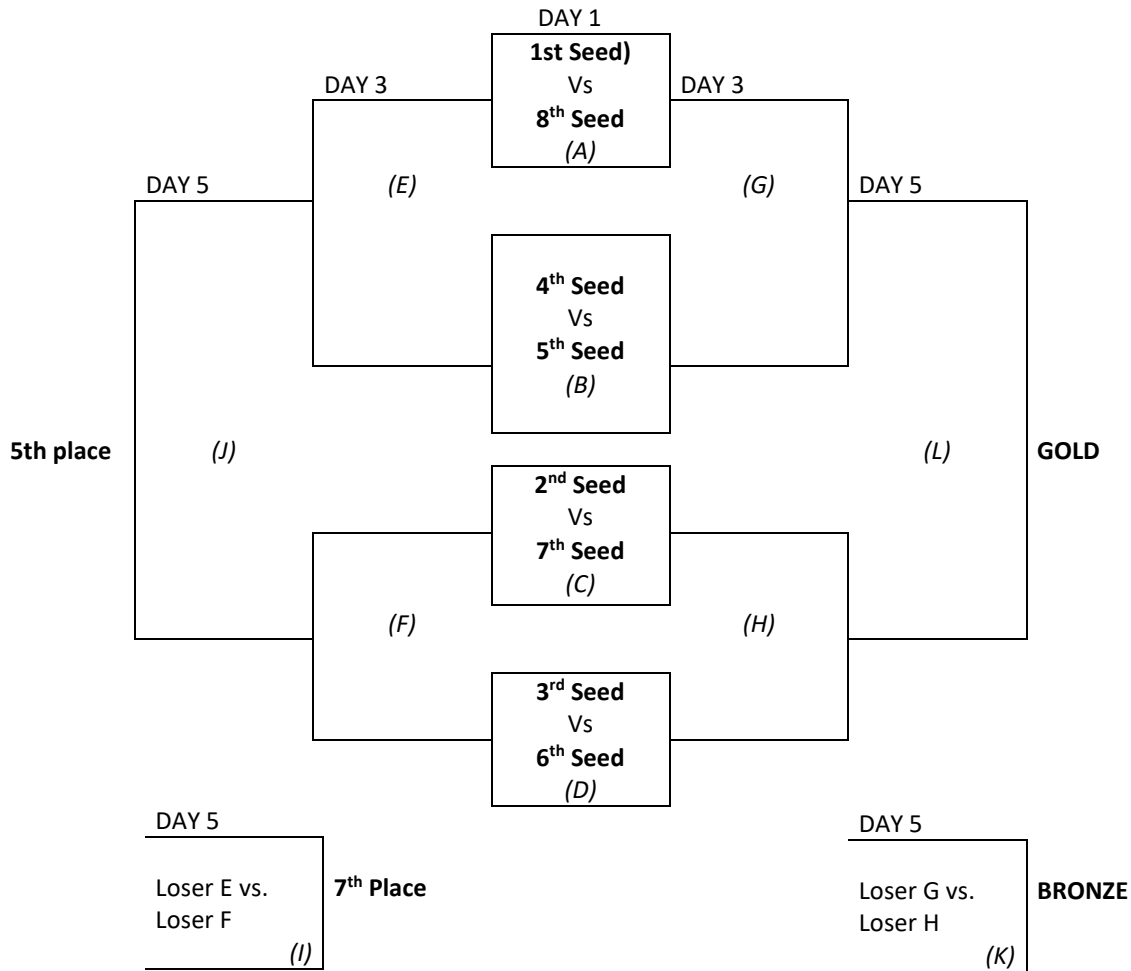 DAY 1
1st Seed)
Vs
8th Seed
(A)
DAY 3
DAY 3
(E)
(G)
DAY 5
DAY 5
4th Seed
Vs
5th Seed
(B)
5th place
(J)
(L)
GOLD
2nd Seed
Vs
7th Seed
(C)
(F)
(H)
3rd Seed
Vs
6th Seed
(D)
DAY 5
Loser E vs.
Loser F
(I)
7th Place
DAY 5
Loser G vs.
Loser H
(K)
BRONZE